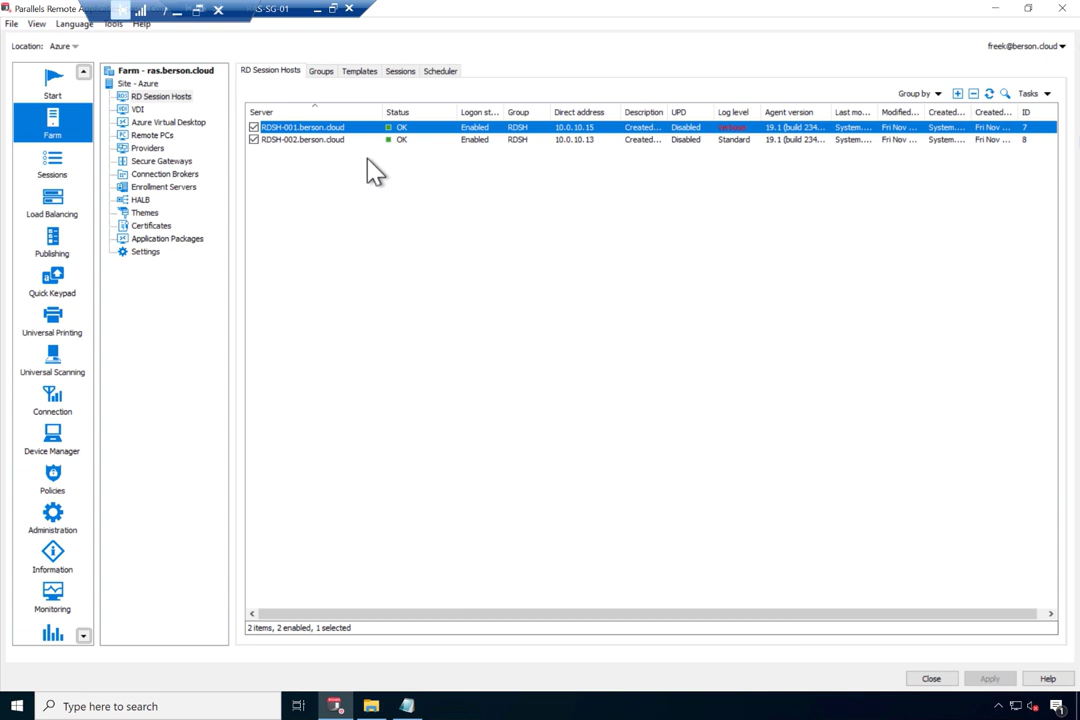 Parallels Remote A
AS-SG-01
File View Language Tools Help
Location: Azure
freek@berson.cloud
Start
Farm
Sessions
Load Balancing
Publishing
Quick Keypad
Universal Printing
Universal Scanning
Connection
Device Manager
Policies
Administration
Information
Monitoring
Farm - ras.berson.cloud
Site - Azure
RD Session Hosts
VDI
Azure Virtual Desktop
Remote PCs
Providers
Secure Gateways
Connection Brokers
Enrollment Servers
HALB
Themes
Certificates
Application Packages
Settings
RD Session Hosts Groups Templates Sessions Scheduler
Group by Tasks
Server Status Logon st... Group Direct address Description UPD Log level Agent version Last mo... Modified... Created... Created... ID
RDSH-001.berson.cloud OK Enabled RDSH 10.0.10.15 Created... Disabled 19.1 (build 234... System.... Fri Nov ... System.... Fri Nov ... 7
RDSH-002.berson.cloud OK Enabled RDSH 10.0.10.13 Created... Disabled Standard 19.1 (build 234... System.... Fri Nov ... System.... Fri Nov ... 8
2 items, 2 enabled, 1 selected
Close Apply Help
Type here to search
1